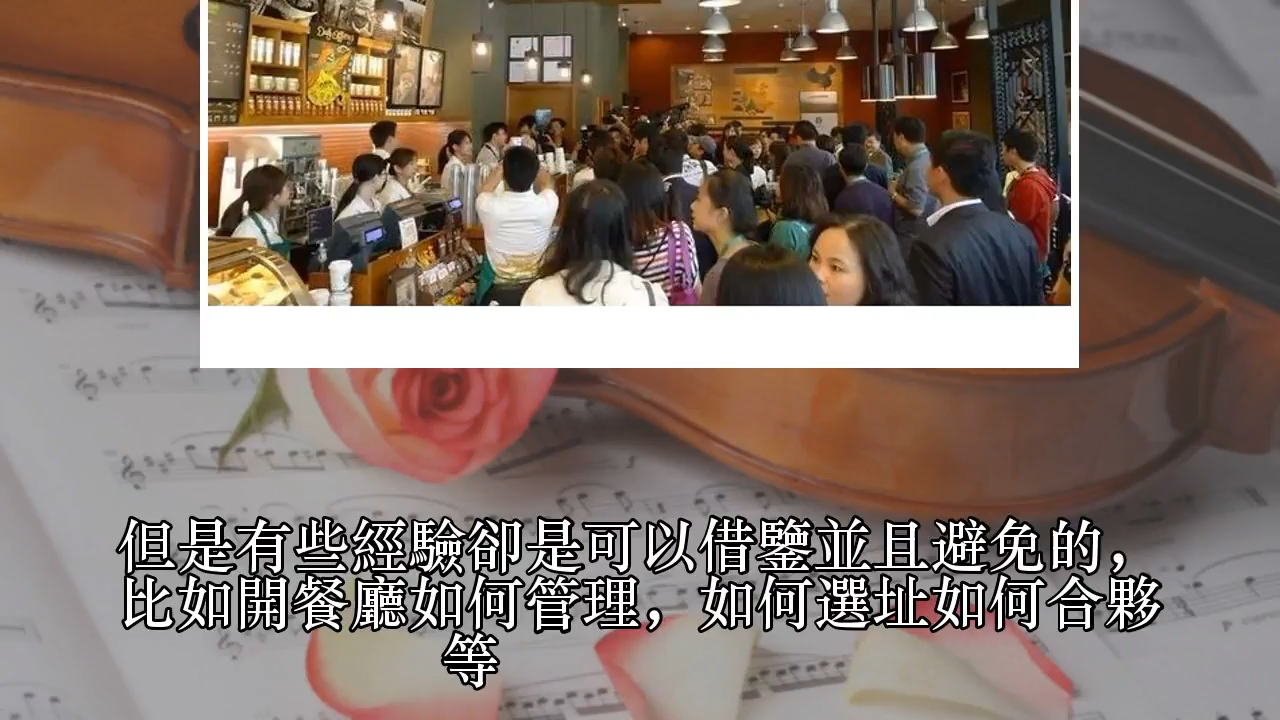 但是有些經驗卻是可以借鑒並且避免的，
比如開餐廳如何管理，如何選址如何合夥
等